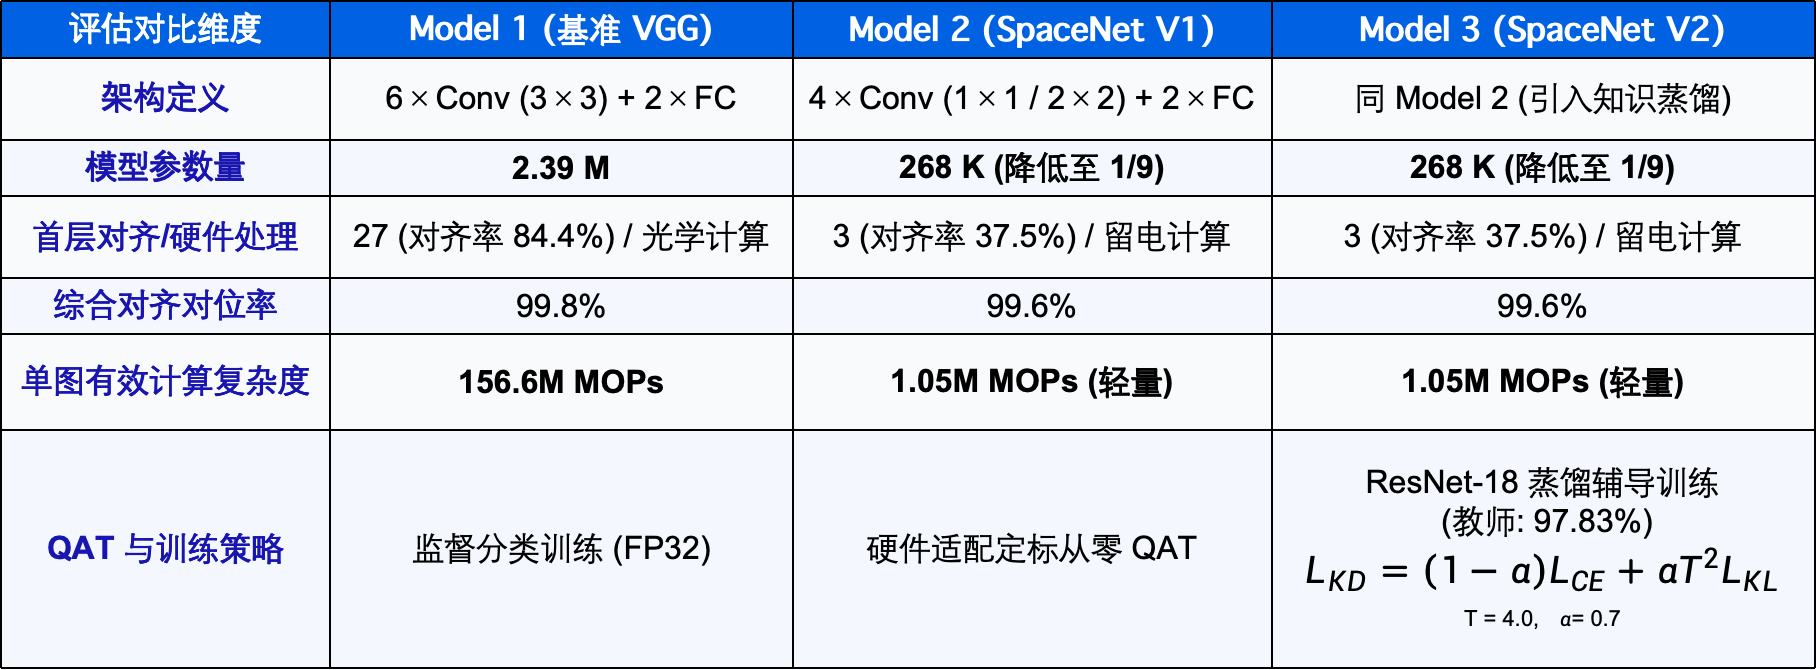 评估对比维度 Model 1 (基准 VGG) Model 2 (SpaceNet V1) Model 3 (SpaceNet V2)
架构定义 6×Conv (3×3) + 2×FC 4×Conv (1×1 / 2×2) + 2×FC 同 Model 2 (引入知识蒸馏)
模型参数量 2.39 M 268 K (降低至 1/9) 268 K (降低至 1/9)
首层对齐/硬件处理 27 (对齐率 84.4%) / 光学计算 3 (对齐率 37.5%) / 留电计算 3 (对齐率 37.5%) / 留电计算
综合对齐对位率 99.8% 99.6% 99.6%
单图有效计算复杂度 156.6M MOPs 1.05M MOPs (轻量) 1.05M MOPs (轻量)
QAT 与训练策略 监督分类训练 (FP32) 硬件适配定标从零 QAT
ResNet-18 蒸馏辅导训练
(教师: 97.83%)
L_{KD} = (1 − α)L_{CE} + αT²L_{KL}
T = 4.0, α= 0.7